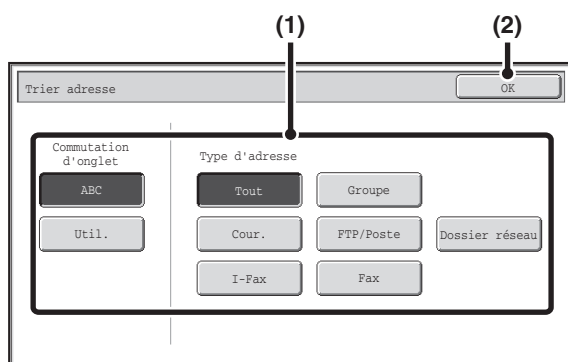 (1) (2)
Trier adresse OK
Commutation
d'onglet
Type d'adresse
ABC Tout Groupe
Util. Cour. FTP/Poste Dossier réseau
I-Fax Fax